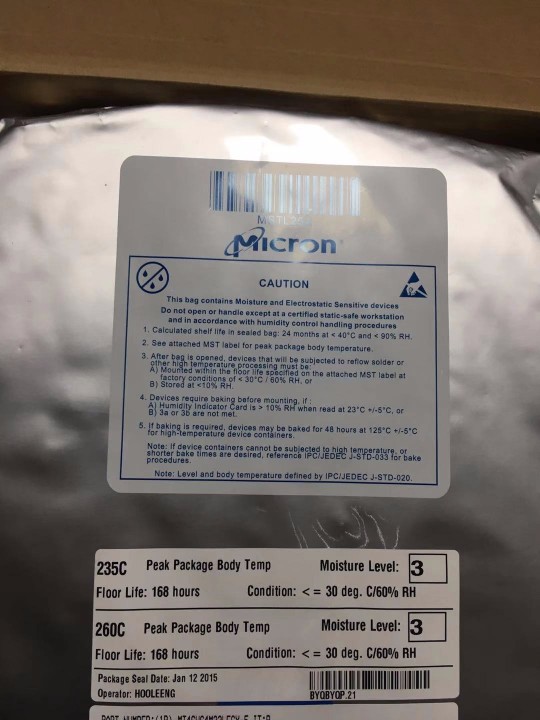 Micron
CAUTION
This bag contains Moisture and Electrostatic Sensitive devices
Do not open or handle except at a certified static-safe workstation
and in accordance with humidity control handling procedures
1. Calculated shelf life in sealed bag: 24 months at < 40°C and < 90% RH.
2. See attached MST label for peak package body temperature.
3. After bag is opened, devices that will be subjected to reflow solder or
other high temperature processing must be:
A) Mounted within the floor life specified on the attached MST label at
factory conditions of < 30°C / 60% RH, or
B) Stored at <10% RH.
4. Devices require baking before mounting, if :
A) Humidity Indicator Card is > 10% RH when read at 23°C +/-5°C, or
B) 3a or 3b are not met.
5. If baking is required, devices may be baked for 48 hours at 125°C +/-5°C
for high-temperature device containers.
Note: If device containers cannot be subjected to high temperature, or
shorter bake times are desired, reference IPC/JEDEC J-STD-033 for bake
procedures.
Note: Level and body temperature defined by IPC/JEDEC J-STD-020.
235C Peak Package Body Temp Moisture Level: 3
Floor Life: 168 hours Condition: < = 30 deg. C/60% RH
260C Peak Package Body Temp Moisture Level: 3
Floor Life: 168 hours Condition: < = 30 deg. C/60% RH
Package Seal Date: Jan 12 2015
Operator: HOOLEENG BYQBYQP.21